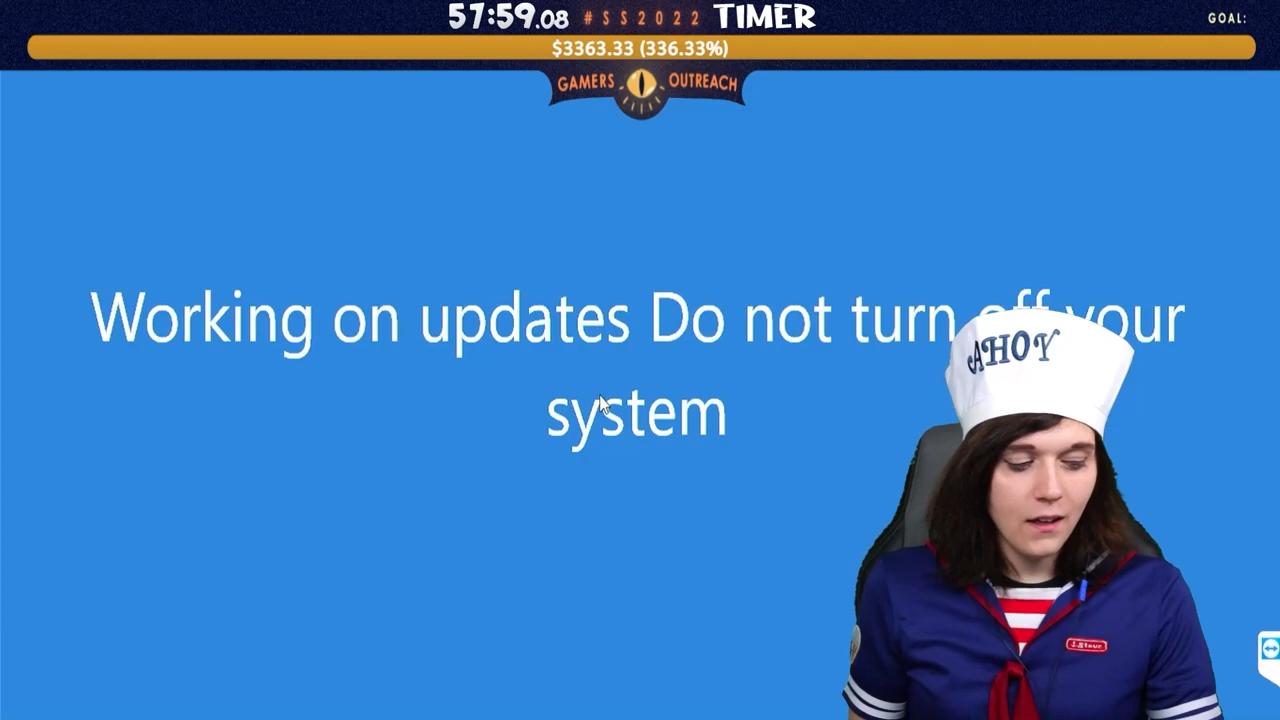 57:59.08 #SS2022 TIMER
GOAL:
$3363.33 (336.33%)
GAMERS OUTREACH
Working on updates Do not turn off your
system
AHOY